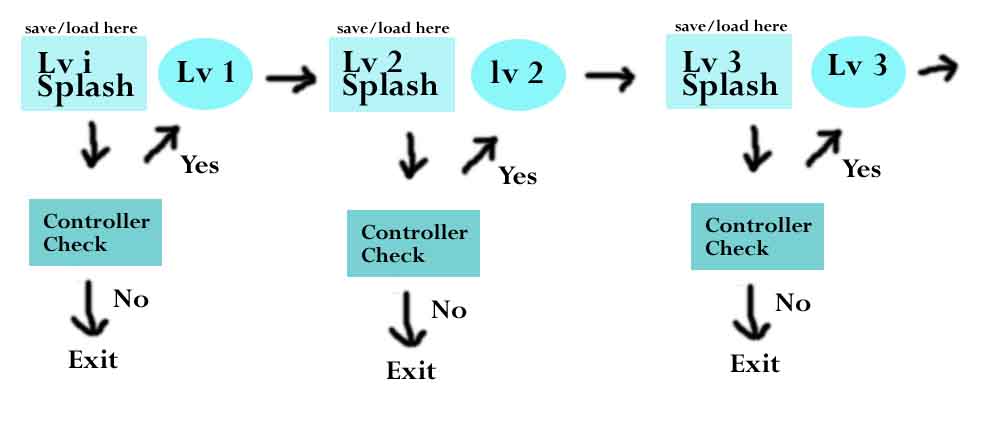 save/load here
Lv i
Splash
Lv 1
Yes
Controller
Check
No
Exit
save/load here
Lv 2
Splash
lv 2
Yes
Controller
Check
No
Exit
save/load here
Lv 3
Splash
Lv 3
Yes
Controller
Check
No
Exit